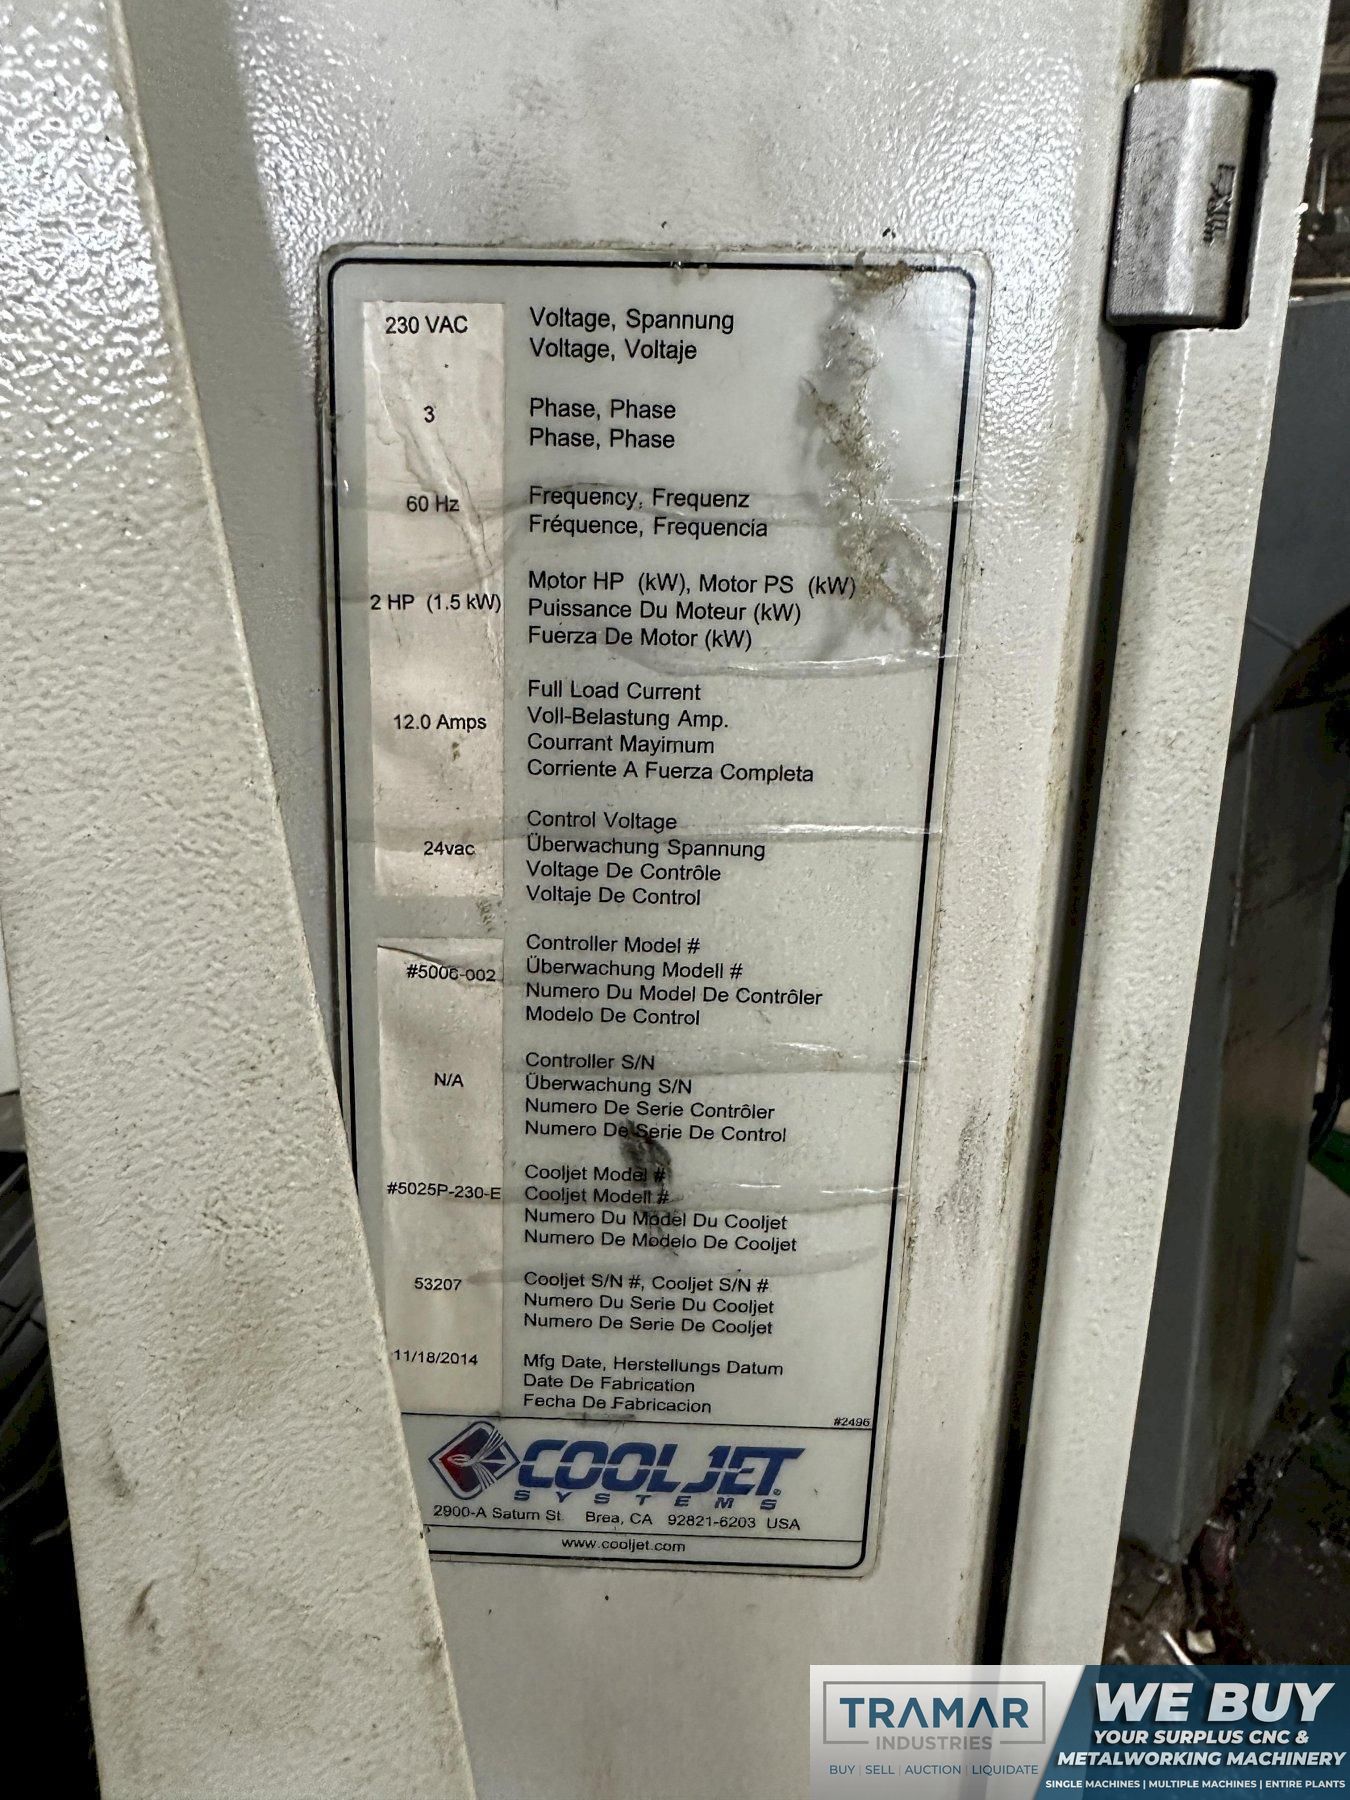 230 VAC
Voltage, Spannung
Voltage, Voltaje
3
Phase, Phase
Phase, Phase
60 Hz
Frequency, Frequenz
Fréquence, Frequencía
2 HP (1.5 kW)
Motor HP (kW), Motor PS (kW)
Puissance Du Moteur (kW)
Fuerza De Motor (kW)
12.0 Amps
Full Load Current
Voll-Belastung Amp.
Courrant Mayimum
Corriente A Fuerza Completa
24vac
Control Voltage
Überwachung Spannung
Voltage De Contrôle
Voltaje De Control
#5006-002
Controller Model #
Überwachung Modell #
Numero Du Model De Contrôler
Modelo De Control
N/A
Controller S/N
Überwachung S/N
Numero De Serie Contrôler
Numero De Serie De Control
#5025P-230-E
Cooljet Model #
Cooljet Modell #
Numero Du Model Du Cooljet
Numero De Modelo De Cooljet
53207
Cooljet S/N #, Cooljet S/N #
Numero Du Serie Du Cooljet
Numero De Serie De Cooljet
11/18/2014
Mfg Date, Herstellungs Datum
Date De Fabrication
Fecha De Fabricacion
#2496
COOLJET®
SYSTEMS
2900-A Saturn St. Brea, CA 92821-6203 USA
www.cooljet.com
TRAMAR
INDUSTRIES
BUY | SELL | AUCTION | LIQUIDATE
WE BUY
YOUR SURPLUS CNC &
METALWORKING MACHINERY
SINGLE MACHINES | MULTIPLE MACHINES | ENTIRE PLANTS